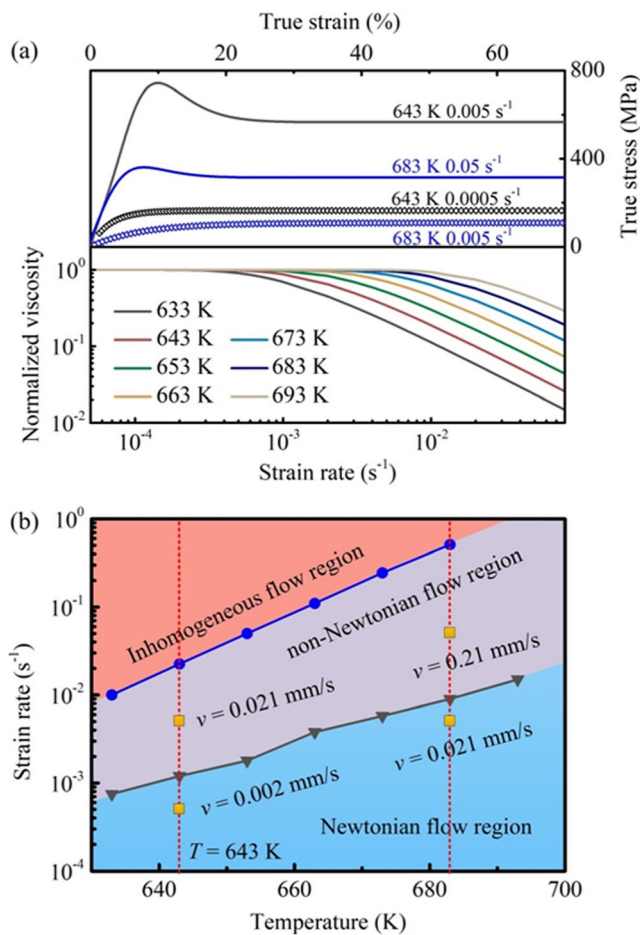 True strain (%)
(a)
0 20 40 60
800
400
0
True stress (MPa)
643 K 0.005 s⁻¹
683 K 0.05 s⁻¹
643 K 0.0005 s⁻¹
683 K 0.005 s⁻¹
Normalized viscosity
10⁰
10⁻¹
10⁻²
633 K
643 K 673 K
653 K 683 K
663 K 693 K
10⁻⁴ 10⁻³ 10⁻²
Strain rate (s⁻¹)
(b)
Strain rate (s⁻¹)
10⁰
10⁻¹
10⁻²
10⁻³
10⁻⁴
Inhomogeneous flow region
non-Newtonian flow region
v = 0.21 mm/s
v = 0.021 mm/s
v = 0.021 mm/s
v = 0.002 mm/s
Newtonian flow region
T = 643 K
640 660 680 700
Temperature (K)